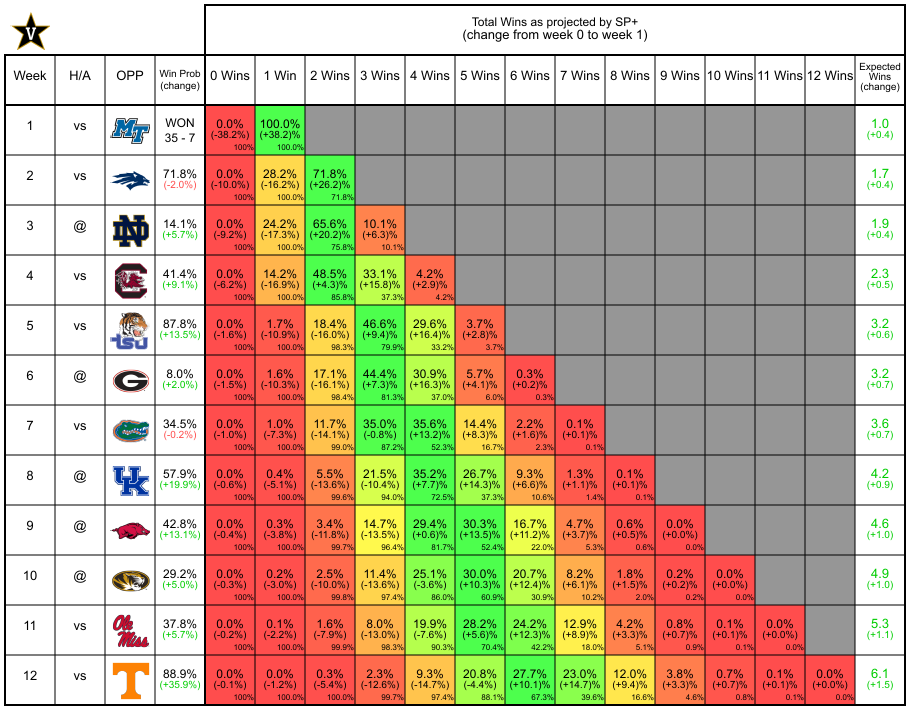 V
Total Wins as projected by SP+
(change from week 0 to week 1)
Week H/A OPP Win Prob (change) 0 Wins 1 Win 2 Wins 3 Wins 4 Wins 5 Wins 6 Wins 7 Wins 8 Wins 9 Wins 10 Wins 11 Wins 12 Wins Expected Wins (change)
1 vs MT WON 0.0% 100.0% 1.0
35 - 7 (-38.2%) (+38.2)% (+0.4)
100% 100.0%
2 vs 71.8% 0.0% 28.2% 71.8% 1.7
(-2.0%) (-10.0%) (-16.2%) (+26.2)% (+0.4)
100% 100.0% 71.8%
3 @ ND 14.1% 0.0% 24.2% 65.6% 10.1% 1.9
(+5.7%) (-9.2%) (-17.3%) (+20.2)% (+6.3)% (+0.4)
100% 100.0% 75.8% 10.1%
4 vs C 41.4% 0.0% 14.2% 48.5% 33.1% 4.2% 2.3
(+9.1%) (-6.2%) (-16.9%) (+4.3)% (+15.8)% (+2.9)% (+0.5)
100% 100.0% 85.8% 37.3% 4.2%
5 vs TSU 87.8% 0.0% 1.7% 18.4% 46.6% 29.6% 3.7% 3.2
(+13.5%) (-1.6%) (-10.9%) (-16.0%) (+9.4)% (+16.4)% (+2.8)% (+0.6)
100% 100.0% 98.3% 79.9% 33.2% 3.7%
6 @ G 8.0% 0.0% 1.6% 17.1% 44.4% 30.9% 5.7% 0.3% 3.2
(+2.0%) (-1.5%) (-10.3%) (-16.1%) (+7.3)% (+16.3)% (+4.1)% (+0.2)% (+0.7)
100% 100.0% 98.4% 81.3% 37.0% 6.0% 0.3%
7 vs 34.5% 0.0% 1.0% 11.7% 35.0% 35.6% 14.4% 2.2% 0.1% 3.6
(-0.2%) (-1.0%) (-7.3%) (-14.1%) (-0.8%) (+13.2)% (+8.3)% (+1.6)% (+0.1)% (+0.7)
100% 100.0% 99.0% 87.2% 52.3% 16.7% 2.3% 0.1%
8 @ UK 57.9% 0.0% 0.4% 5.5% 21.5% 35.2% 26.7% 9.3% 1.3% 0.1% 4.2
(+19.9%) (-0.6%) (-5.1%) (-13.6%) (-10.4%) (+7.7)% (+14.3)% (+6.6)% (+1.1)% (+0.1)% (+0.9)
100% 100.0% 99.6% 94.0% 72.5% 37.3% 10.6% 1.4% 0.1%
9 @ 42.8% 0.0% 0.3% 3.4% 14.7% 29.4% 30.3% 16.7% 4.7% 0.6% 0.0% 4.6
(+13.1%) (-0.4%) (-3.8%) (-11.8%) (-13.5%) (+0.6)% (+13.5)% (+11.2)% (+3.7)% (+0.5)% (+0.0)% (+1.0)
100% 100.0% 99.7% 96.4% 81.7% 52.4% 22.0% 5.3% 0.6% 0.0%
10 @ 29.2% 0.0% 0.2% 2.5% 11.4% 25.1% 30.0% 20.7% 8.2% 1.8% 0.2% 0.0% 4.9
(+5.0%) (-0.3%) (-3.0%) (-10.0%) (-13.6%) (-3.6%) (+10.3)% (+12.4)% (+6.1)% (+1.5)% (+0.2)% (+0.0)% (+1.0)
100% 100.0% 99.8% 97.4% 86.0% 60.9% 30.9% 10.2% 2.0% 0.2% 0.0%
11 vs Ole Miss 37.8% 0.0% 0.1% 1.6% 8.0% 19.9% 28.2% 24.2% 12.9% 4.2% 0.8% 0.1% 0.0% 5.3
(+5.7%) (-0.2%) (-2.2%) (-7.9%) (-13.0%) (-7.6%) (+5.6)% (+12.3)% (+8.9)% (+3.3)% (+0.7)% (+0.1)% (+0.0)% (+1.1)
100% 100.0% 99.9% 98.3% 90.3% 70.4% 42.2% 18.0% 5.1% 0.9% 0.1% 0.0%
12 vs T 88.9% 0.0% 0.0% 0.3% 2.3% 9.3% 20.8% 27.7% 23.0% 12.0% 3.8% 0.7% 0.1% 0.0% 6.1
(+35.9%) (-0.1%) (-1.2%) (-5.4%) (-12.6%) (-14.7%) (-4.4%) (+10.1)% (+14.7)% (+9.4)% (+3.3)% (+0.7)% (+0.1)% (+0.0)% (+1.5)
100% 100.0% 100.0% 99.7% 97.4% 88.1% 67.3% 39.6% 16.6% 4.6% 0.8% 0.1% 0.0%